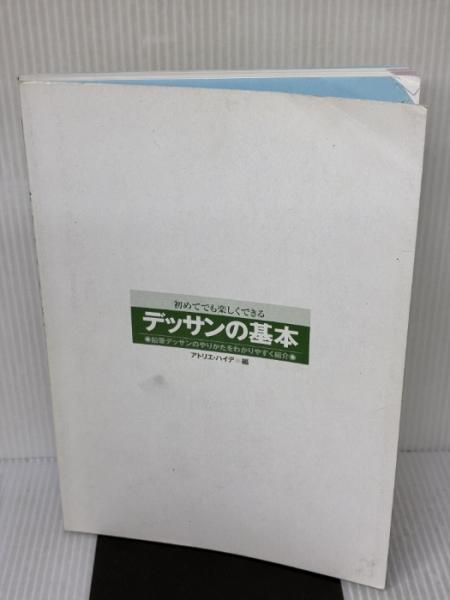 初めてでも楽しくできる
デッサンの基本
●鉛筆デッサンのやりかたをわかりやすく紹介●
アトリエ・ハイデ●編